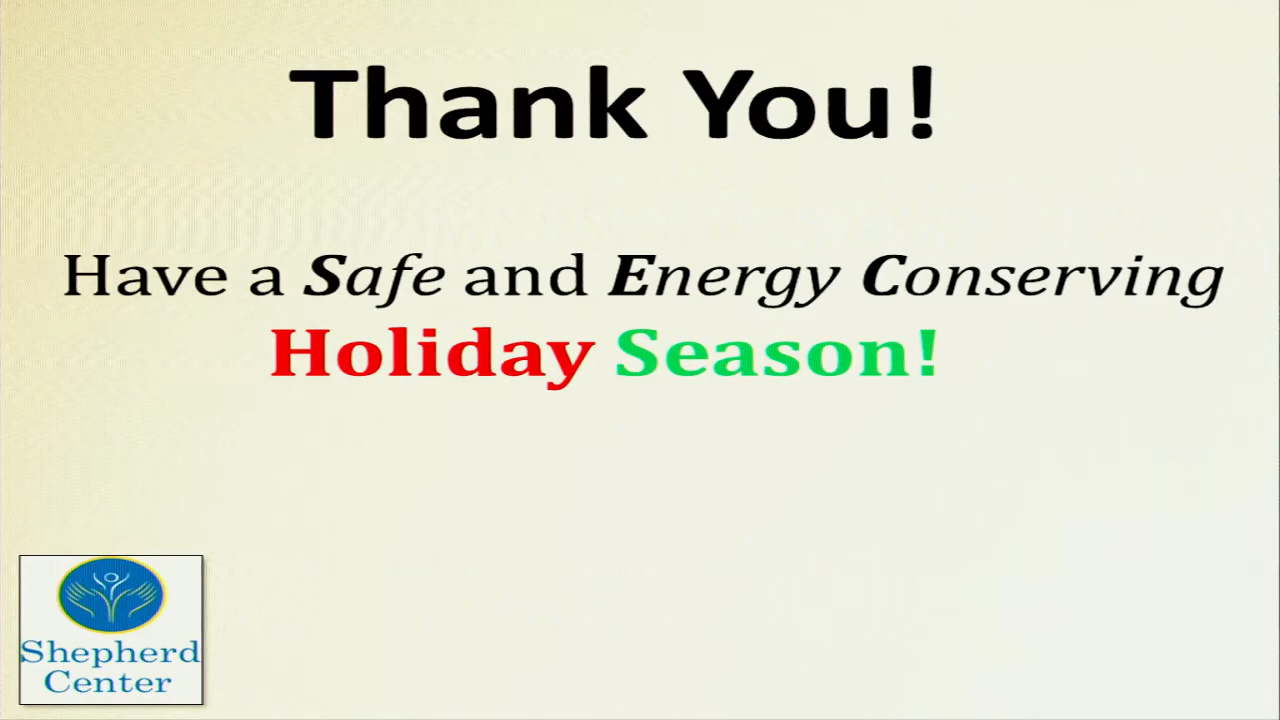 Thank You!
Have a Safe and Energy Conserving
Holiday Season!
Shepherd
Center